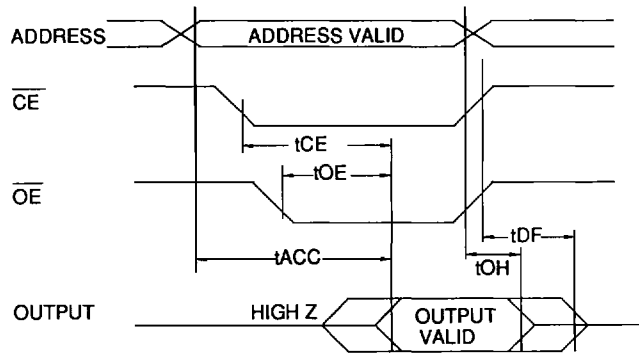 ADDRESS
ADDRESS VALID
CE
tCE
tOE
OE
tDF
tACC
tOH
OUTPUT
HIGH Z
OUTPUT
VALID